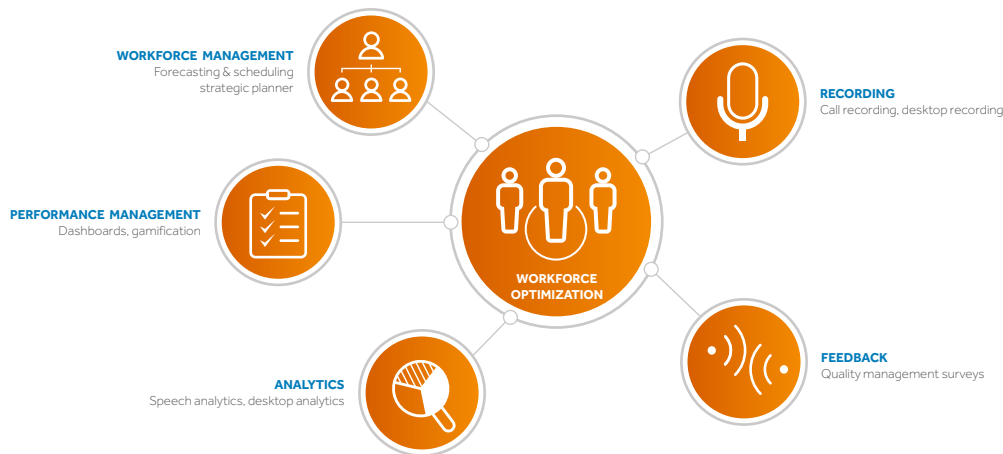 WORKFORCE MANAGEMENT
Forecasting & scheduling
strategic planner
RECORDING
Call recording, desktop recording
PERFORMANCE MANAGEMENT
Dashboards, gamification
WORKFORCE
OPTIMIZATION
ANALYTICS
Speech analytics, desktop analytics
FEEDBACK
Quality management surveys